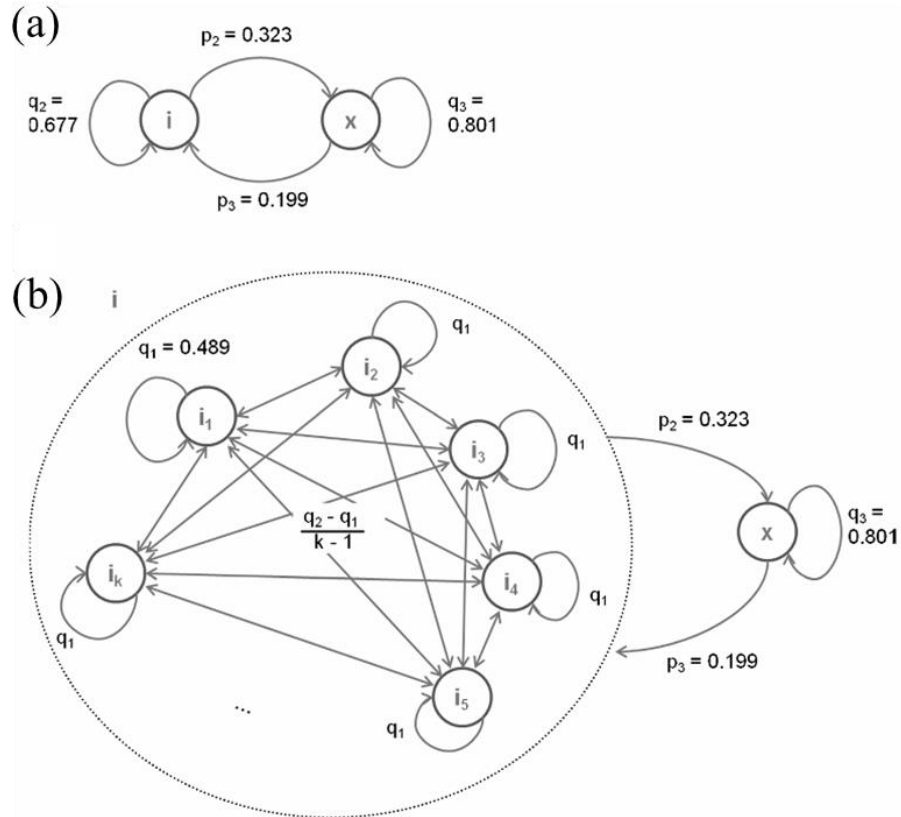 (a)
p₂ = 0.323
q₂ =
0.677
i
x
q₃ =
0.801
p₃ = 0.199
(b)
i
q₁ = 0.489
i₁
i₂
q₁
i₃
q₁
p₂ = 0.323
q₂ - q₁
k - 1
x
q₃ =
0.801
iₖ
q₁
i₄
q₁
p₃ = 0.199
i₅
q₁
...